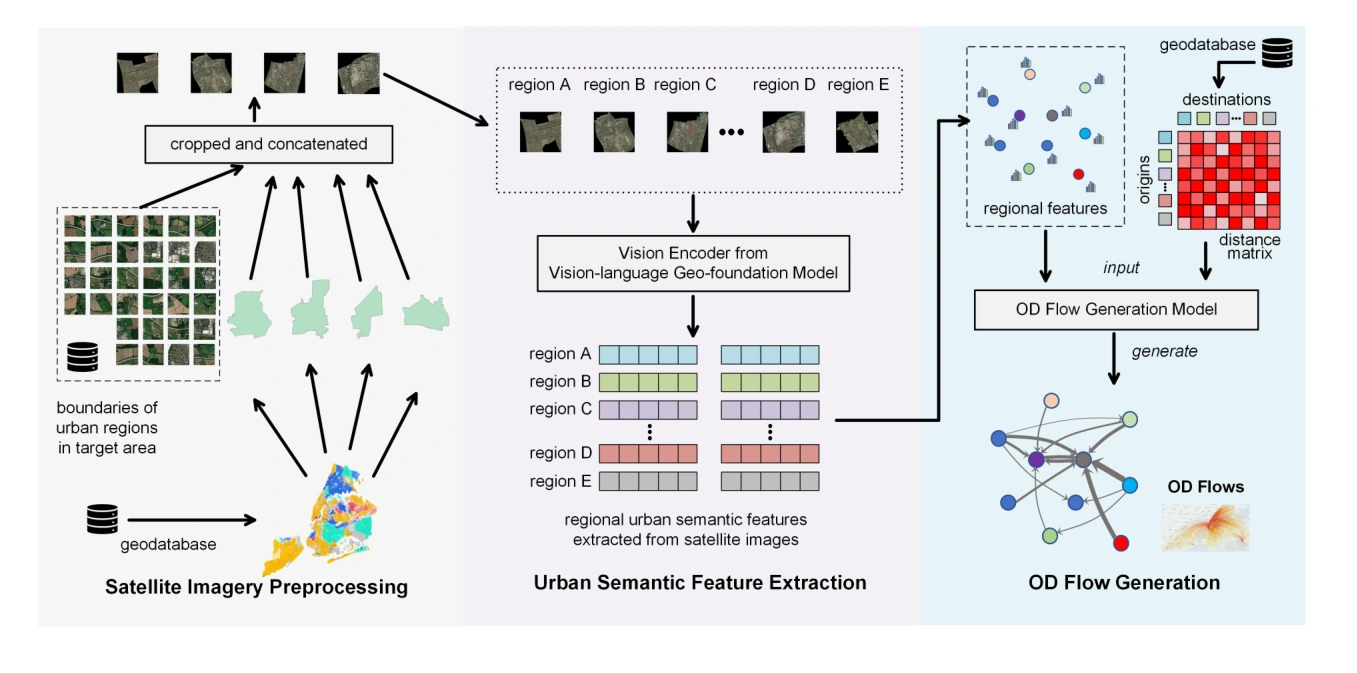 cropped and concatenated
boundaries of
urban regions
in target area
geodatabase
Satellite Imagery Preprocessing
region A region B region C region D region E
Vision Encoder from
Vision-language Geo-foundation Model
region A
region B
region C
region D
region E
regional urban semantic features
extracted from satellite images
Urban Semantic Feature Extraction
geodatabase
destinations
origins
regional features
distance
matrix
input
OD Flow Generation Model
generate
OD Flows
OD Flow Generation